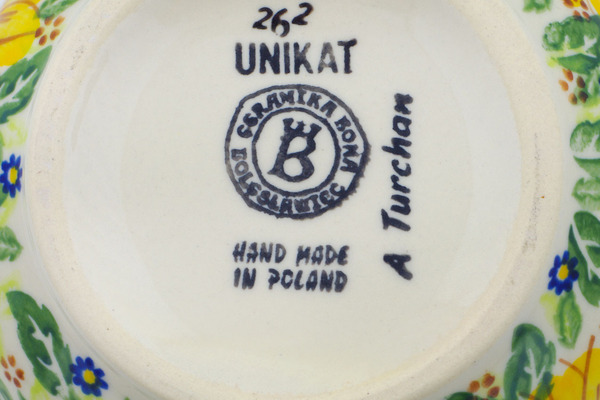 262
UNIKAT
CERAMIKA BONA
BOLESŁAWIEC
B
HAND MADE
IN POLAND
A Turchan